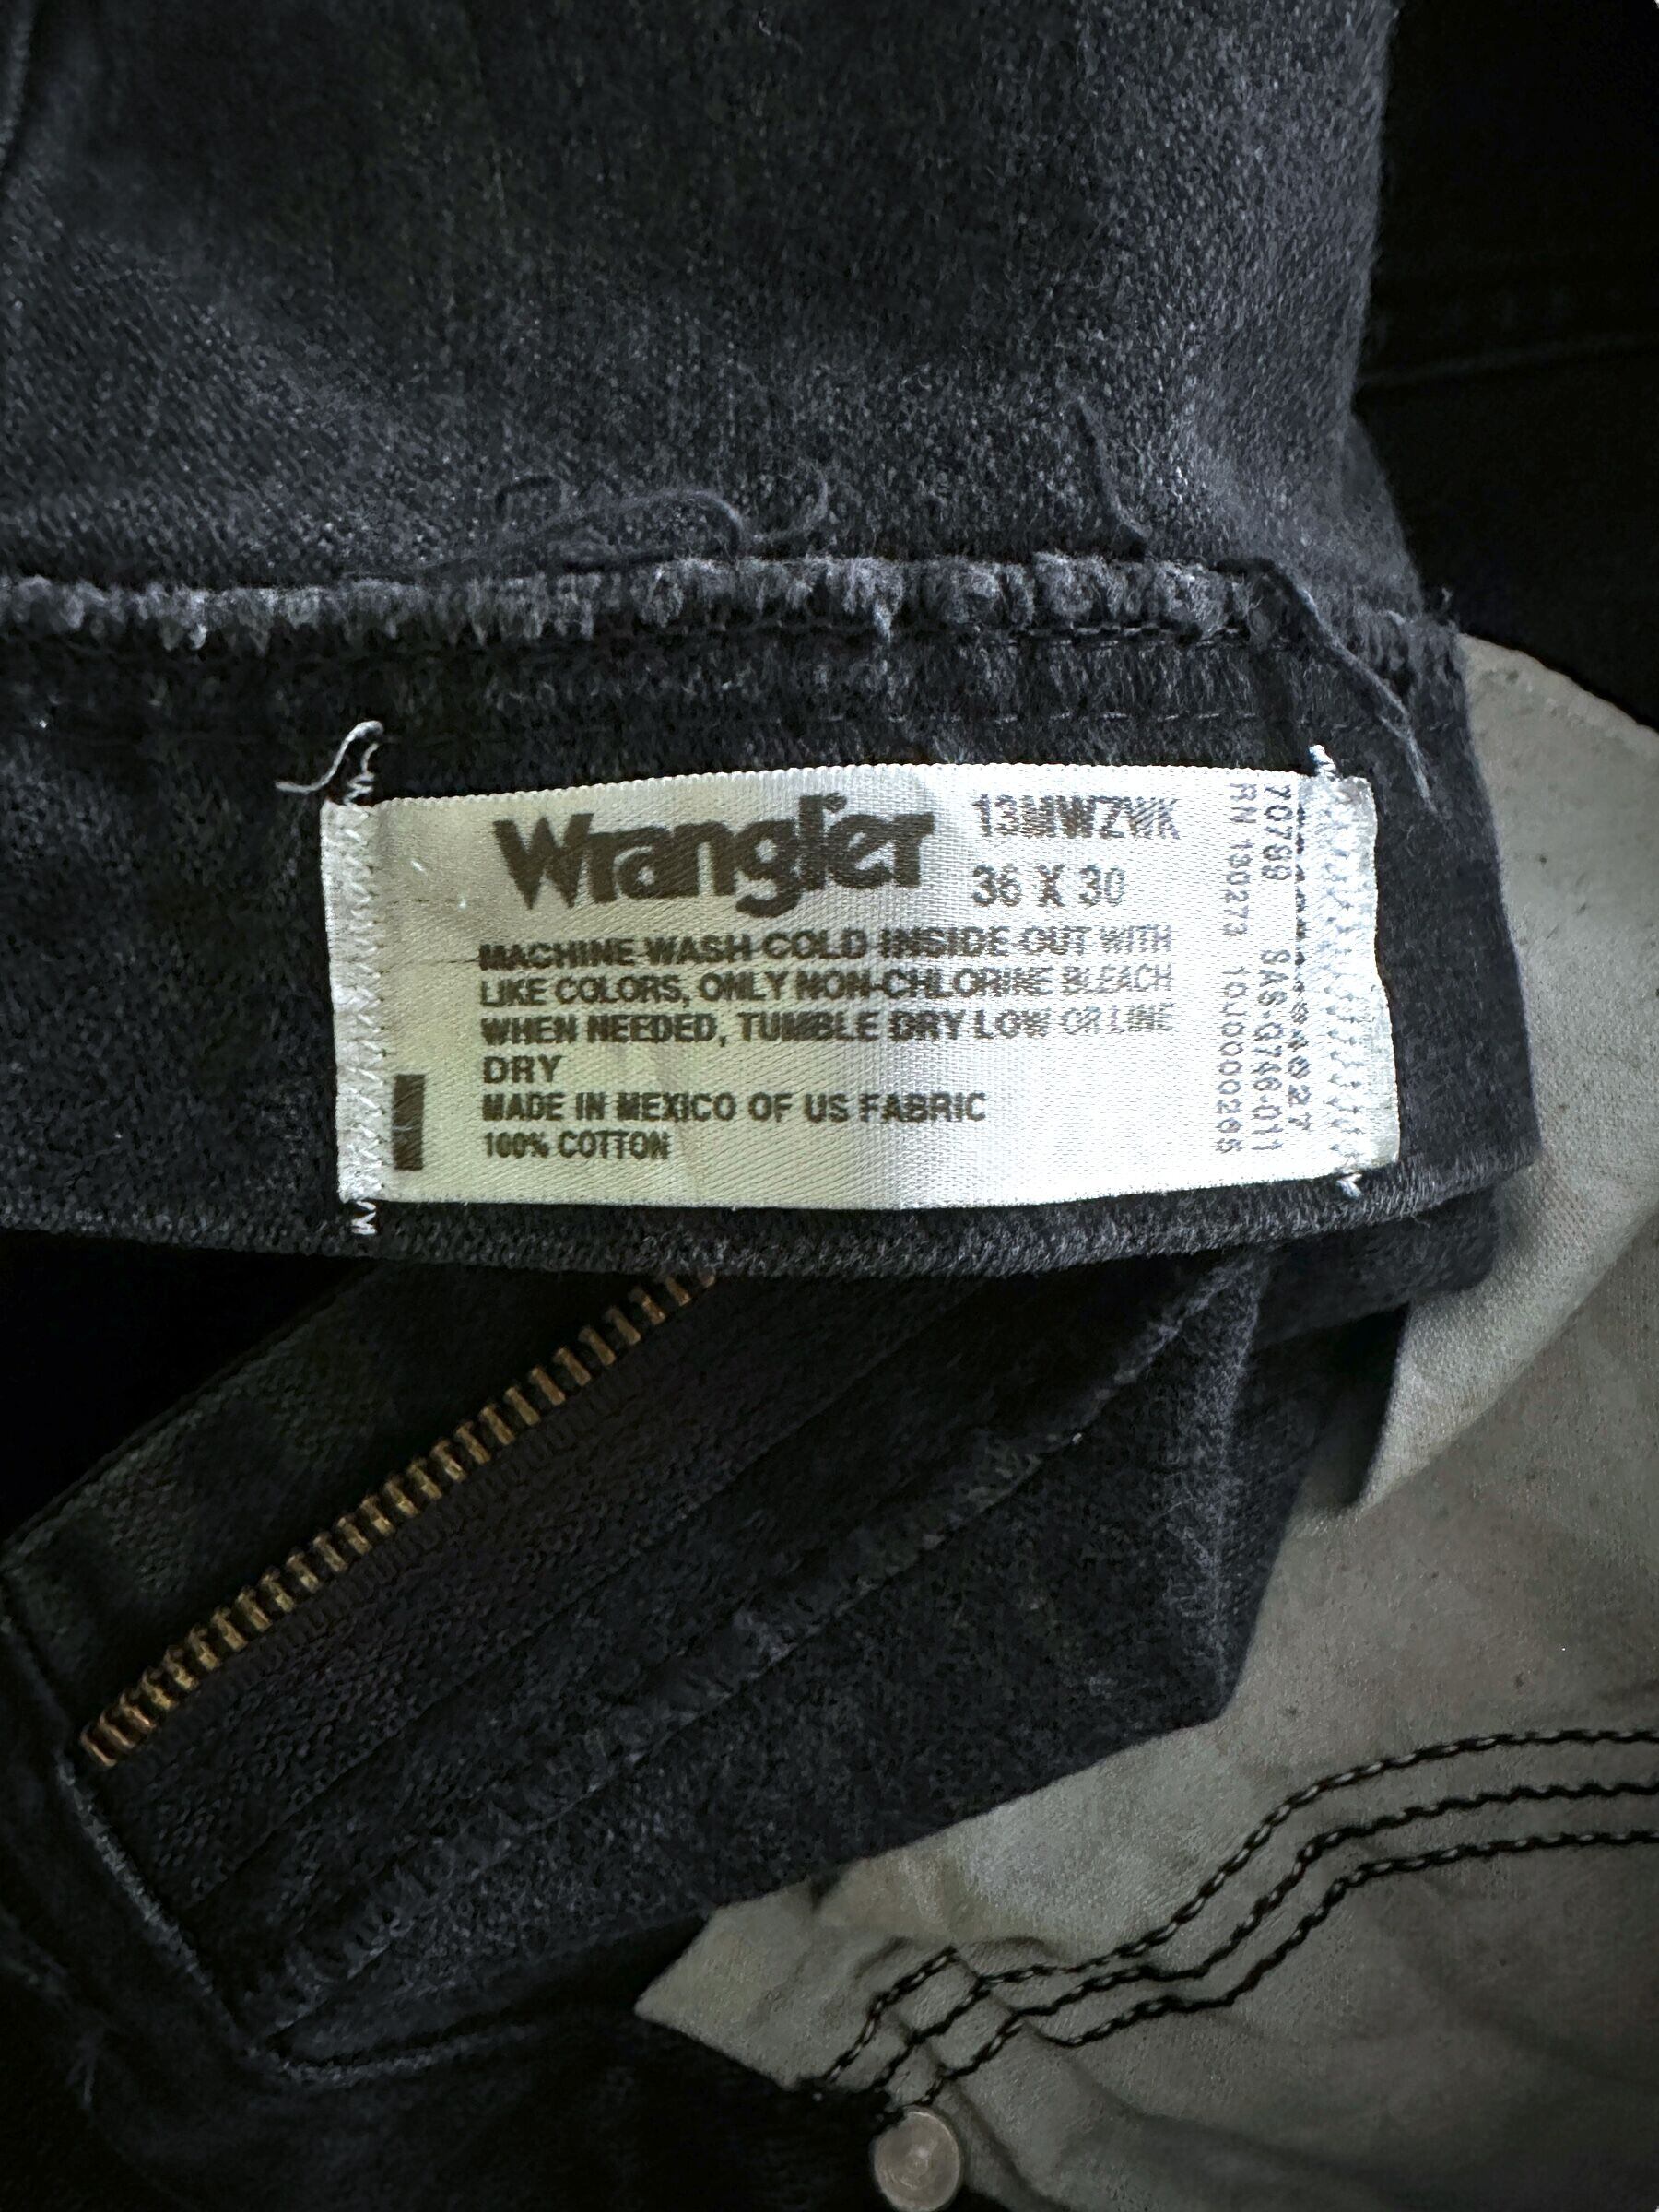 Wrangler
13MWZWK
36 X 30
MACHINE WASH COLD INSIDE OUT WITH
LIKE COLORS, ONLY NON-CHLORINE BLEACH
WHEN NEEDED, TUMBLE DRY LOW OR LINE
DRY
MADE IN MEXICO OF US FABRIC
100% COTTON
70789 SAS-G746-011
RN 130273 10J0000265